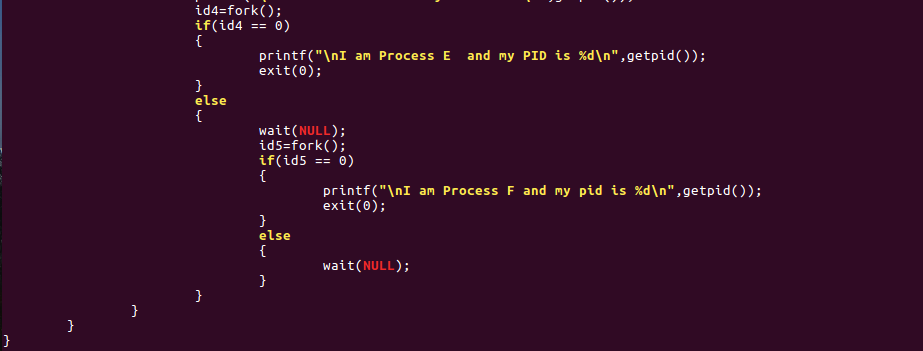 id4=fork();
if(id4 == 0)
{
printf("\nI am Process E  and my PID is %d\n",getpid());
exit(0);
}
else
{
wait(NULL);
id5=fork();
if(id5 == 0)
{
printf("\nI am Process F and my pid is %d\n",getpid());
exit(0);
}
else
{
wait(NULL);
}
}
}
}
}